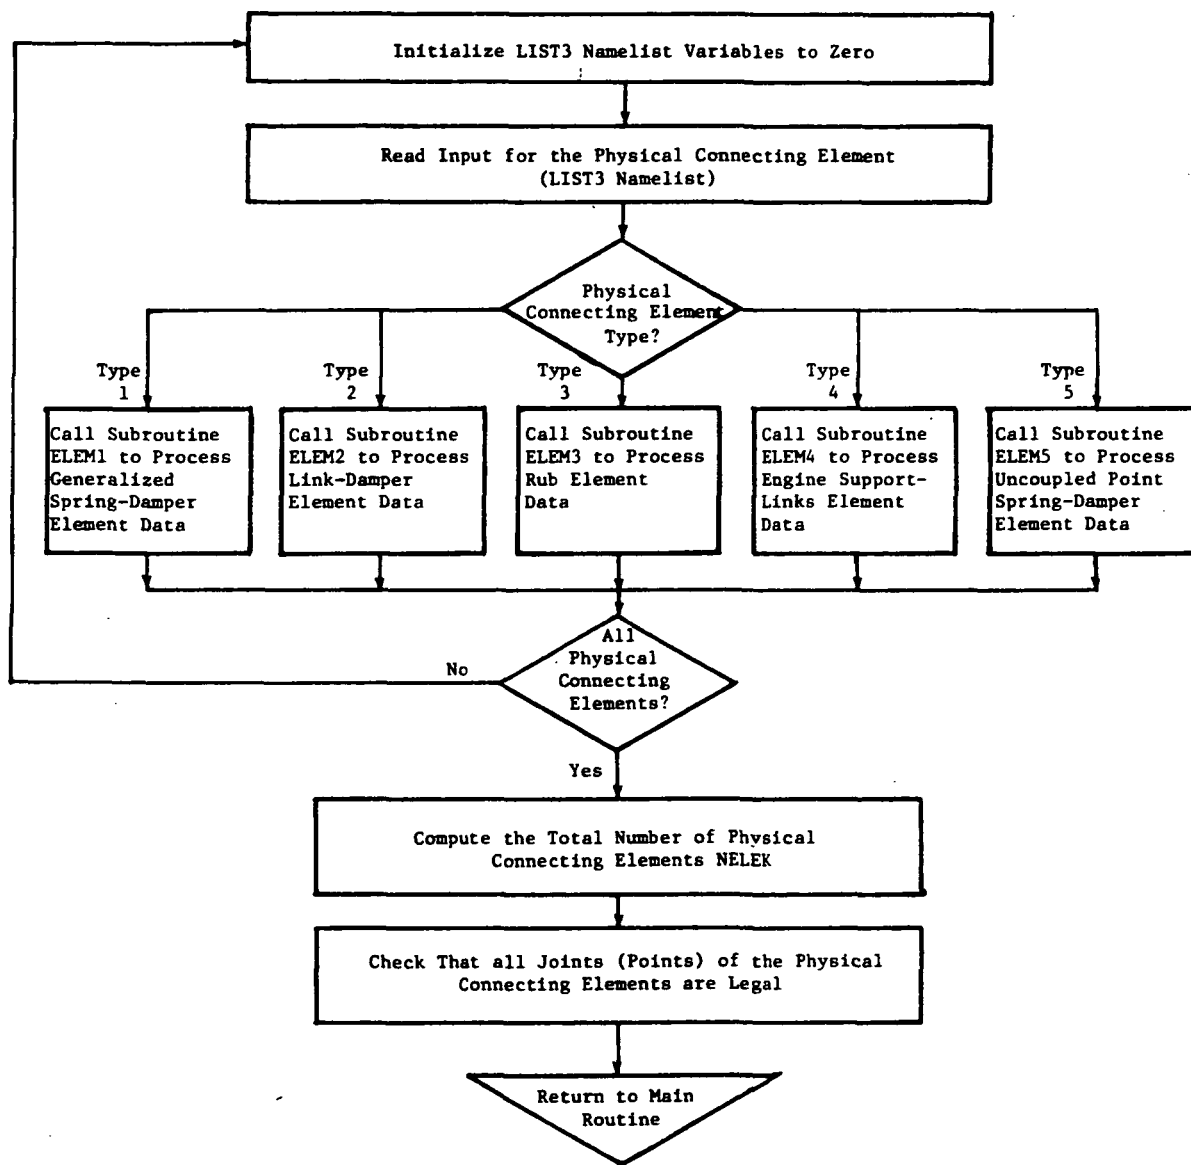 Initialize LIST3 Namelist Variables to Zero
Read Input for the Physical Connecting Element
(LIST3 Namelist)
Physical
Connecting Element
Type?
Type
1
Type
2
Type
3
Type
4
Type
5
Call Subroutine
ELEM1 to Process
Generalized
Spring-Damper
Element Data
Call Subroutine
ELEM2 to Process
Link-Damper
Element Data
Call Subroutine
ELEM3 to Process
Rub Element
Data
Call Subroutine
ELEM4 to Process
Engine Support-
Links Element
Data
Call Subroutine
ELEM5 to Process
Uncoupled Point
Spring-Damper
Element Data
All
Physical
Connecting
Elements?
No
Yes
Compute the Total Number of Physical
Connecting Elements NELEK
Check That all Joints (Points) of the Physical
Connecting Elements are Legal
Return to Main
Routine